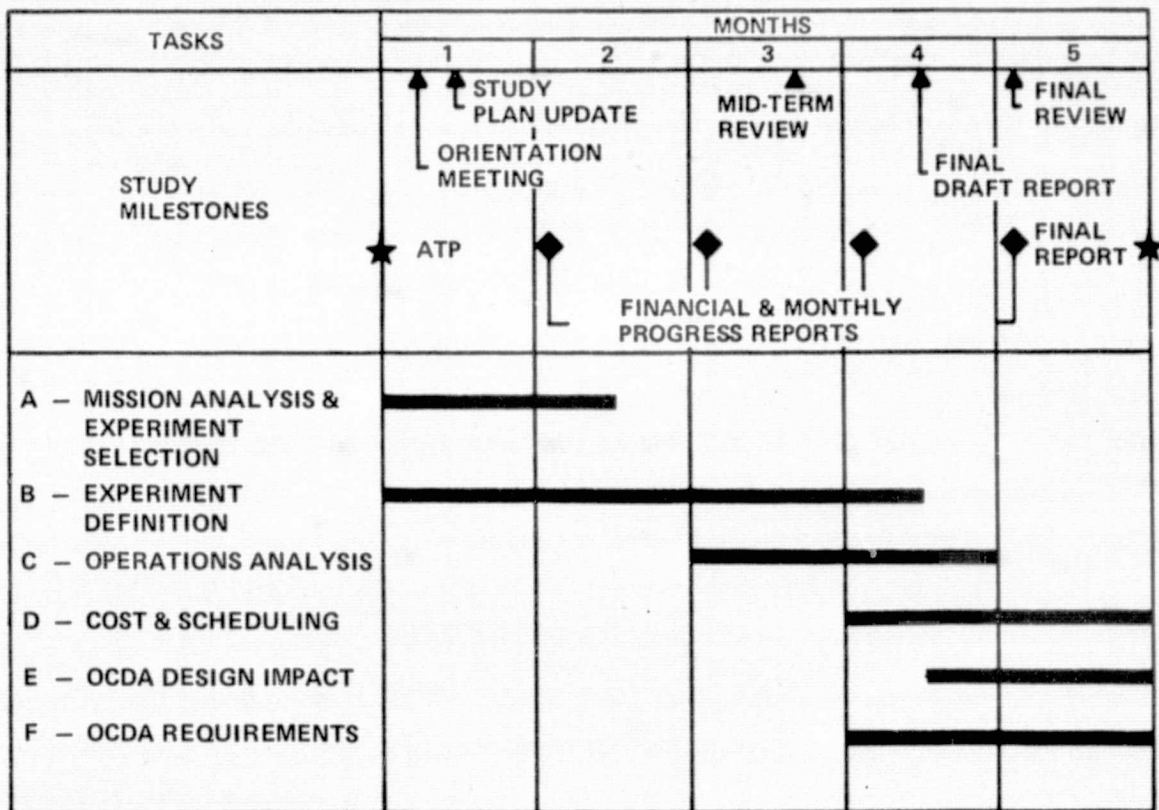 TASKS
MONTHS
1 2 3 4 5
STUDY
MILESTONES
STUDY
PLAN UPDATE
ORIENTATION
MEETING
MID-TERM
REVIEW
FINAL
DRAFT REPORT
FINAL
REVIEW
ATP
FINANCIAL & MONTHLY
PROGRESS REPORTS
FINAL
REPORT
A – MISSION ANALYSIS &
EXPERIMENT
SELECTION
B – EXPERIMENT
DEFINITION
C – OPERATIONS ANALYSIS
D – COST & SCHEDULING
E – OCDA DESIGN IMPACT
F – OCDA REQUIREMENTS